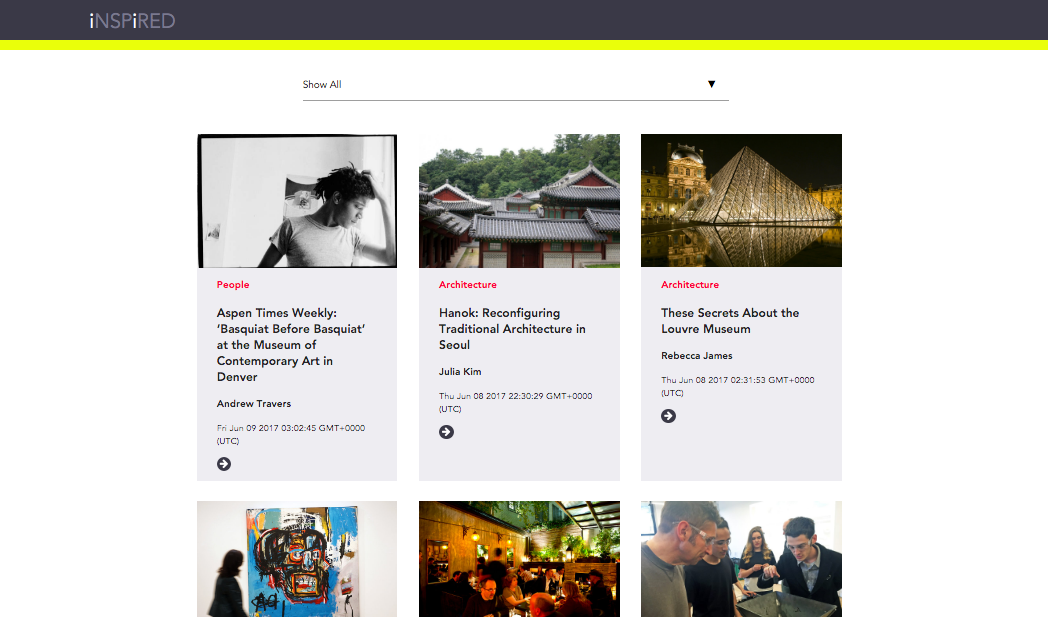 iNSPiRED
Show All
People
Aspen Times Weekly:
‘Basquiat Before Basquiat’
at the Museum of
Contemporary Art in
Denver
Andrew Travers
Fri Jun 09 2017 03:02:45 GMT+0000
(UTC)
Architecture
Hanok: Reconfiguring
Traditional Architecture in
Seoul
Julia Kim
Thu Jun 08 2017 22:30:29 GMT+0000
(UTC)
Architecture
These Secrets About the
Louvre Museum
Rebecca James
Thu Jun 08 2017 02:31:53 GMT+0000
(UTC)